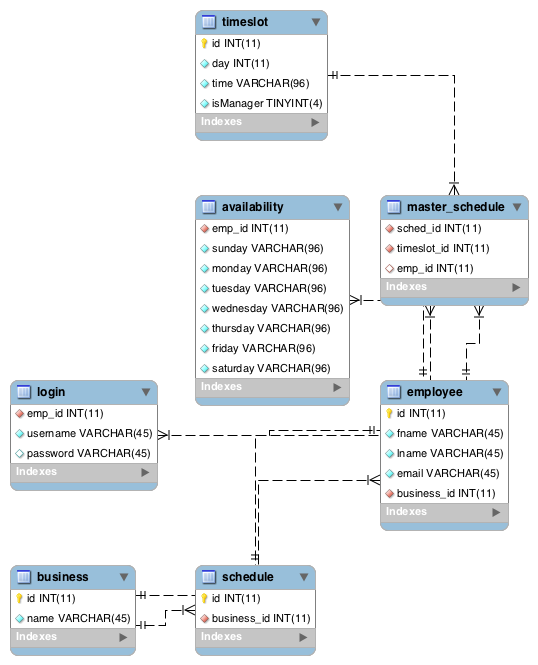 timeslot
id INT(11)
day INT(11)
time VARCHAR(96)
isManager TINYINT(4)
Indexes
availability
emp_id INT(11)
sunday VARCHAR(96)
monday VARCHAR(96)
tuesday VARCHAR(96)
wednesday VARCHAR(96)
thursday VARCHAR(96)
friday VARCHAR(96)
saturday VARCHAR(96)
Indexes
master_schedule
sched_id INT(11)
timeslot_id INT(11)
emp_id INT(11)
Indexes
login
emp_id INT(11)
username VARCHAR(45)
password VARCHAR(45)
Indexes
employee
id INT(11)
fname VARCHAR(45)
lname VARCHAR(45)
email VARCHAR(45)
business_id INT(11)
Indexes
business
id INT(11)
name VARCHAR(45)
Indexes
schedule
id INT(11)
business_id INT(11)
Indexes